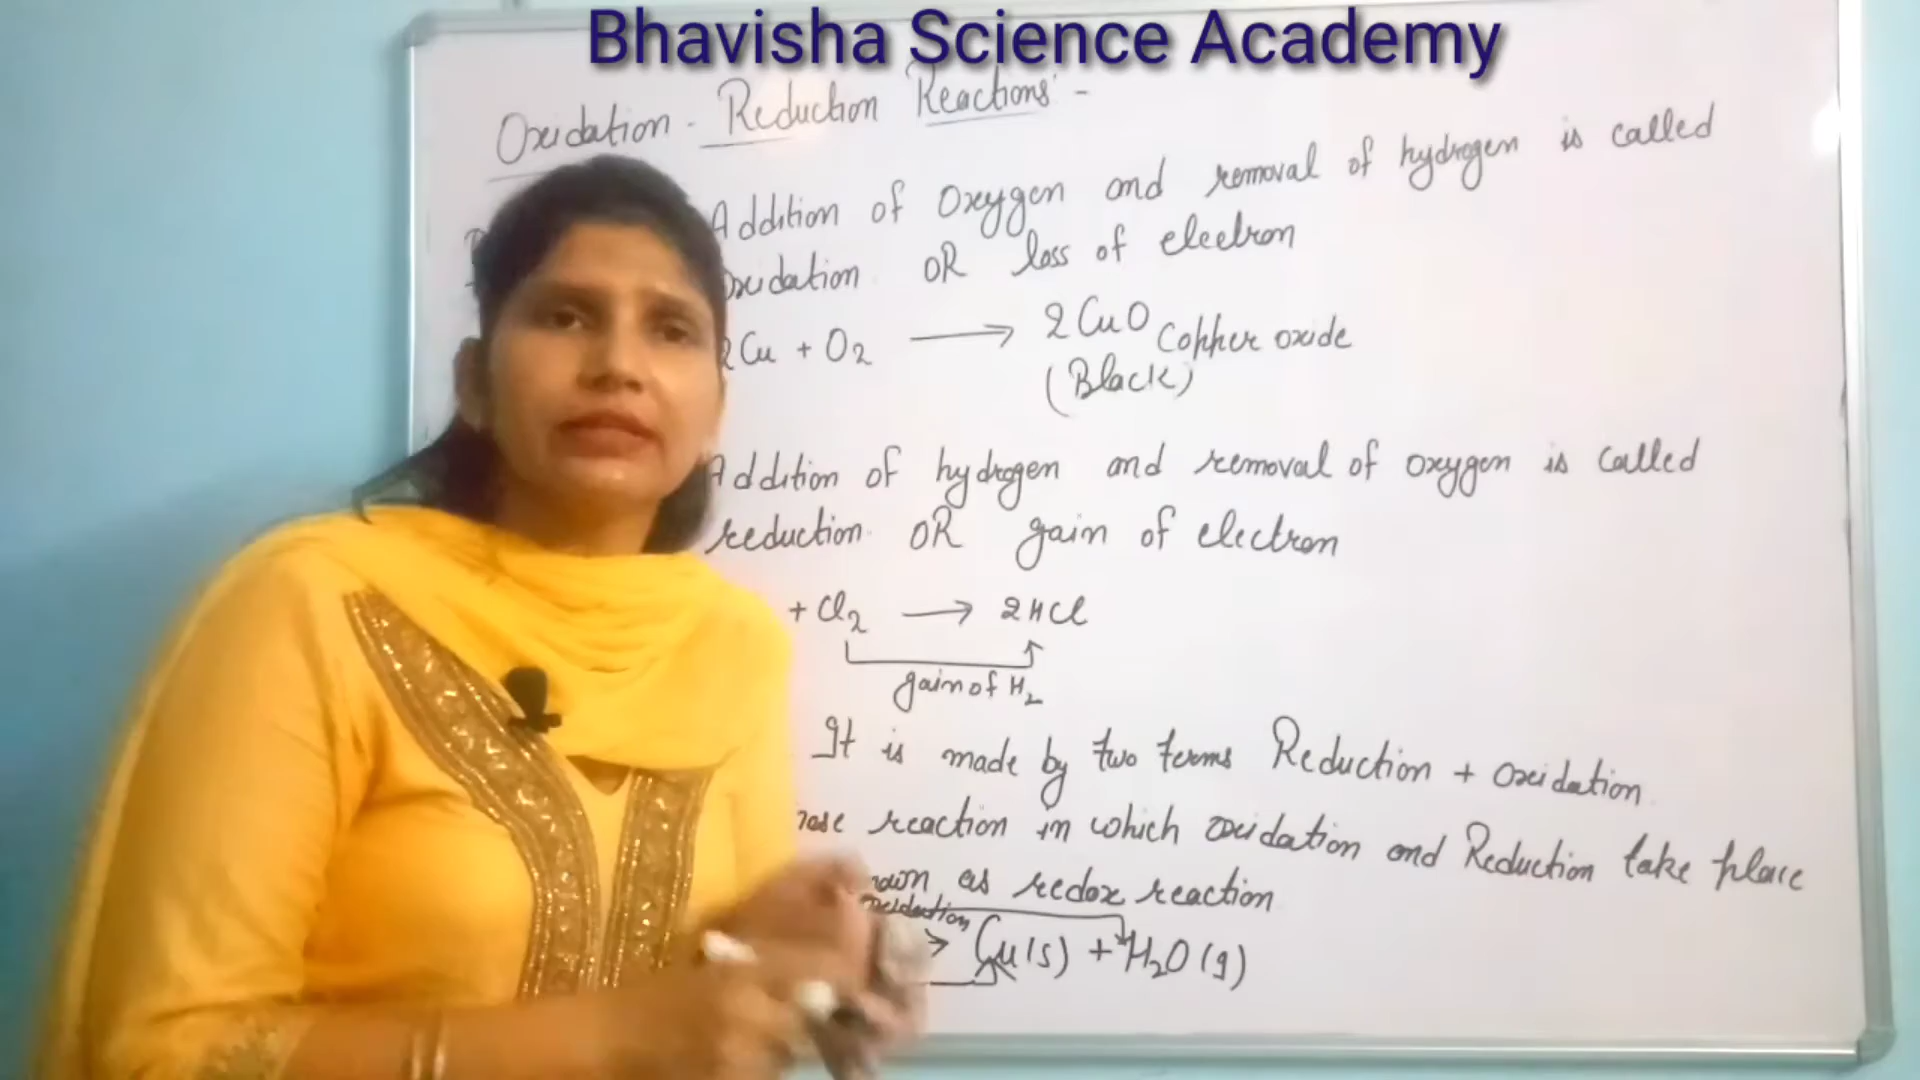 Bhavisha Science Academy
Oxidation - Reduction Reactions :-
Addition of Oxygen and removal of hydrogen is called
oxidation OR loss of electron
2Cu + O2 → 2CuO Copper oxide
(Black)
Addition of hydrogen and removal of oxygen is called
reduction OR gain of electron
+ Cl2 → 2HCl
gain of H2
It is made by two terms Reduction + Oxidation
reaction in which oxidation and Reduction take place
as redox reaction
oxidation
→ Cu(s) + H2O(g)